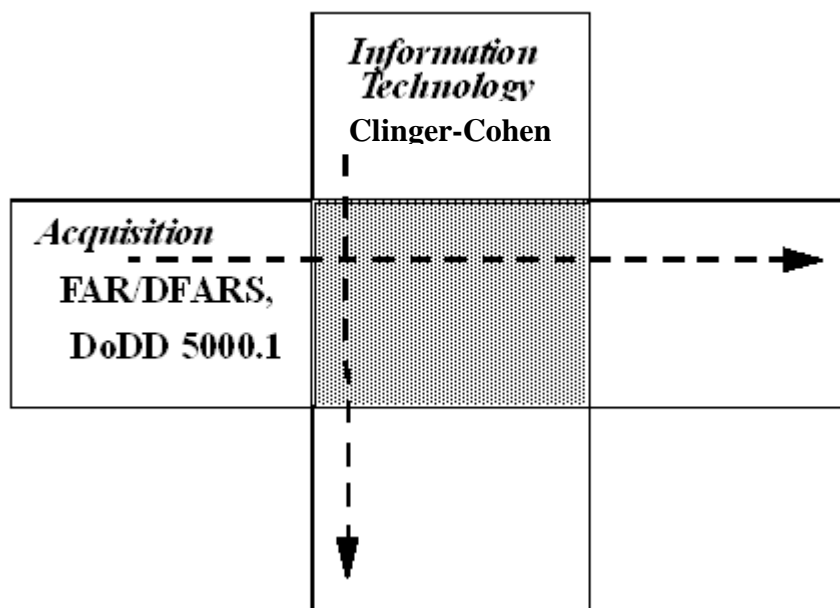 Information
Technology
Clinger-Cohen
Acquisition
FAR/DFARS,
DoDD 5000.1